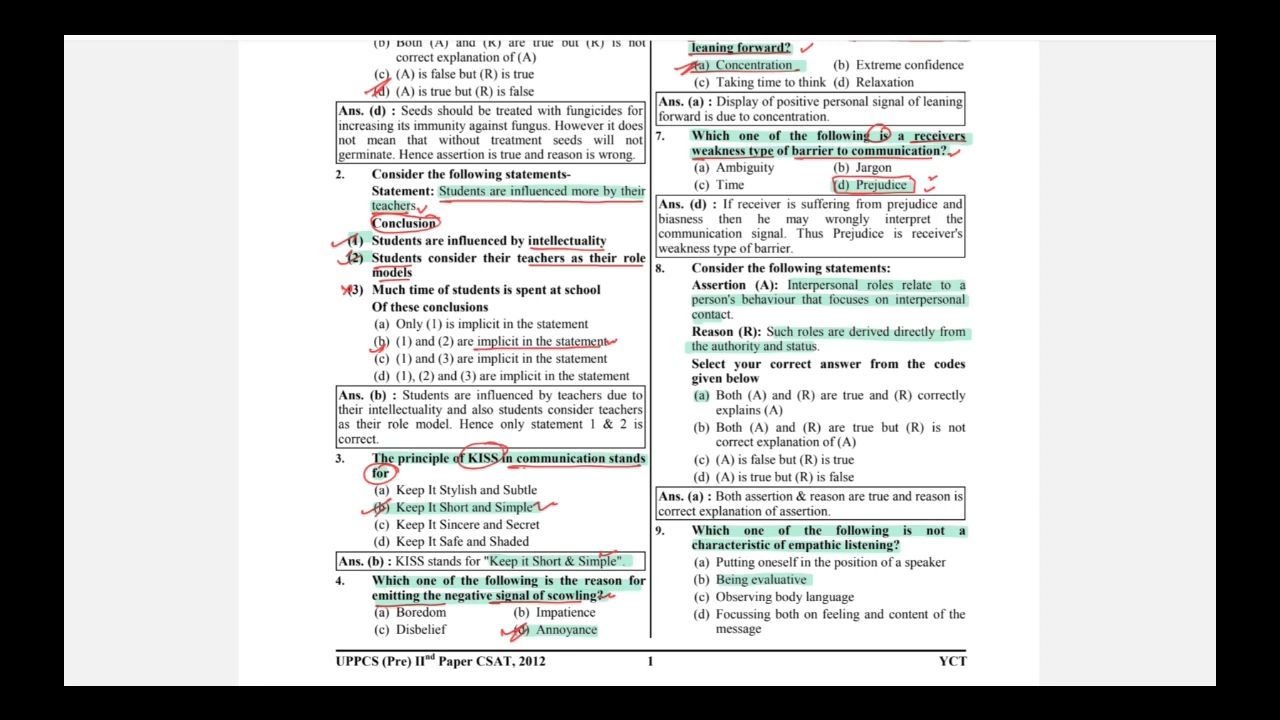 (b) Both (A) and (R) are true but (R) is not
correct explanation of (A)
(c) (A) is false but (R) is true
(d) (A) is true but (R) is false
Ans. (d) : Seeds should be treated with fungicides for
increasing its immunity against fungus. However it does
not mean that without treatment seeds will not
germinate. Hence assertion is true and reason is wrong.
2. Consider the following statements-
Statement: Students are influenced more by their
teachers.
Conclusion
(1) Students are influenced by intellectuality
(2) Students consider their teachers as their role
models
(3) Much time of students is spent at school
Of these conclusions
(a) Only (1) is implicit in the statement
(b) (1) and (2) are implicit in the statement
(c) (1) and (3) are implicit in the statement
(d) (1), (2) and (3) are implicit in the statement
Ans. (b) : Students are influenced by teachers due to
their intellectuality and also students consider teachers
as their role model. Hence only statement 1 & 2 is
correct.
3. The principle of KISS in communication stands
for
(a) Keep It Stylish and Subtle
(b) Keep It Short and Simple
(c) Keep It Sincere and Secret
(d) Keep It Safe and Shaded
Ans. (b) : KISS stands for "Keep it Short & Simple".
4. Which one of the following is the reason for
emitting the negative signal of scowling?
(a) Boredom (b) Impatience
(c) Disbelief (d) Annoyance
leaning forward?
(a) Concentration (b) Extreme confidence
(c) Taking time to think (d) Relaxation
Ans. (a) : Display of positive personal signal of leaning
forward is due to concentration.
7. Which one of the following is a receivers
weakness type of barrier to communication?
(a) Ambiguity (b) Jargon
(c) Time (d) Prejudice
Ans. (d) : If receiver is suffering from prejudice and
biasness then he may wrongly interpret the
communication signal. Thus Prejudice is receiver's
weakness type of barrier.
8. Consider the following statements:
Assertion (A): Interpersonal roles relate to a
person's behaviour that focuses on interpersonal
contact.
Reason (R): Such roles are derived directly from
the authority and status.
Select your correct answer from the codes
given below
(a) Both (A) and (R) are true and (R) correctly
explains (A)
(b) Both (A) and (R) are true but (R) is not
correct explanation of (A)
(c) (A) is false but (R) is true
(d) (A) is true but (R) is false
Ans. (a) : Both assertion & reason are true and reason is
correct explanation of assertion.
9. Which one of the following is not a
characteristic of empathic listening?
(a) Putting oneself in the position of a speaker
(b) Being evaluative
(c) Observing body language
(d) Focussing both on feeling and content of the
message
UPPCS (Pre) IInd Paper CSAT, 2012 1 YCT